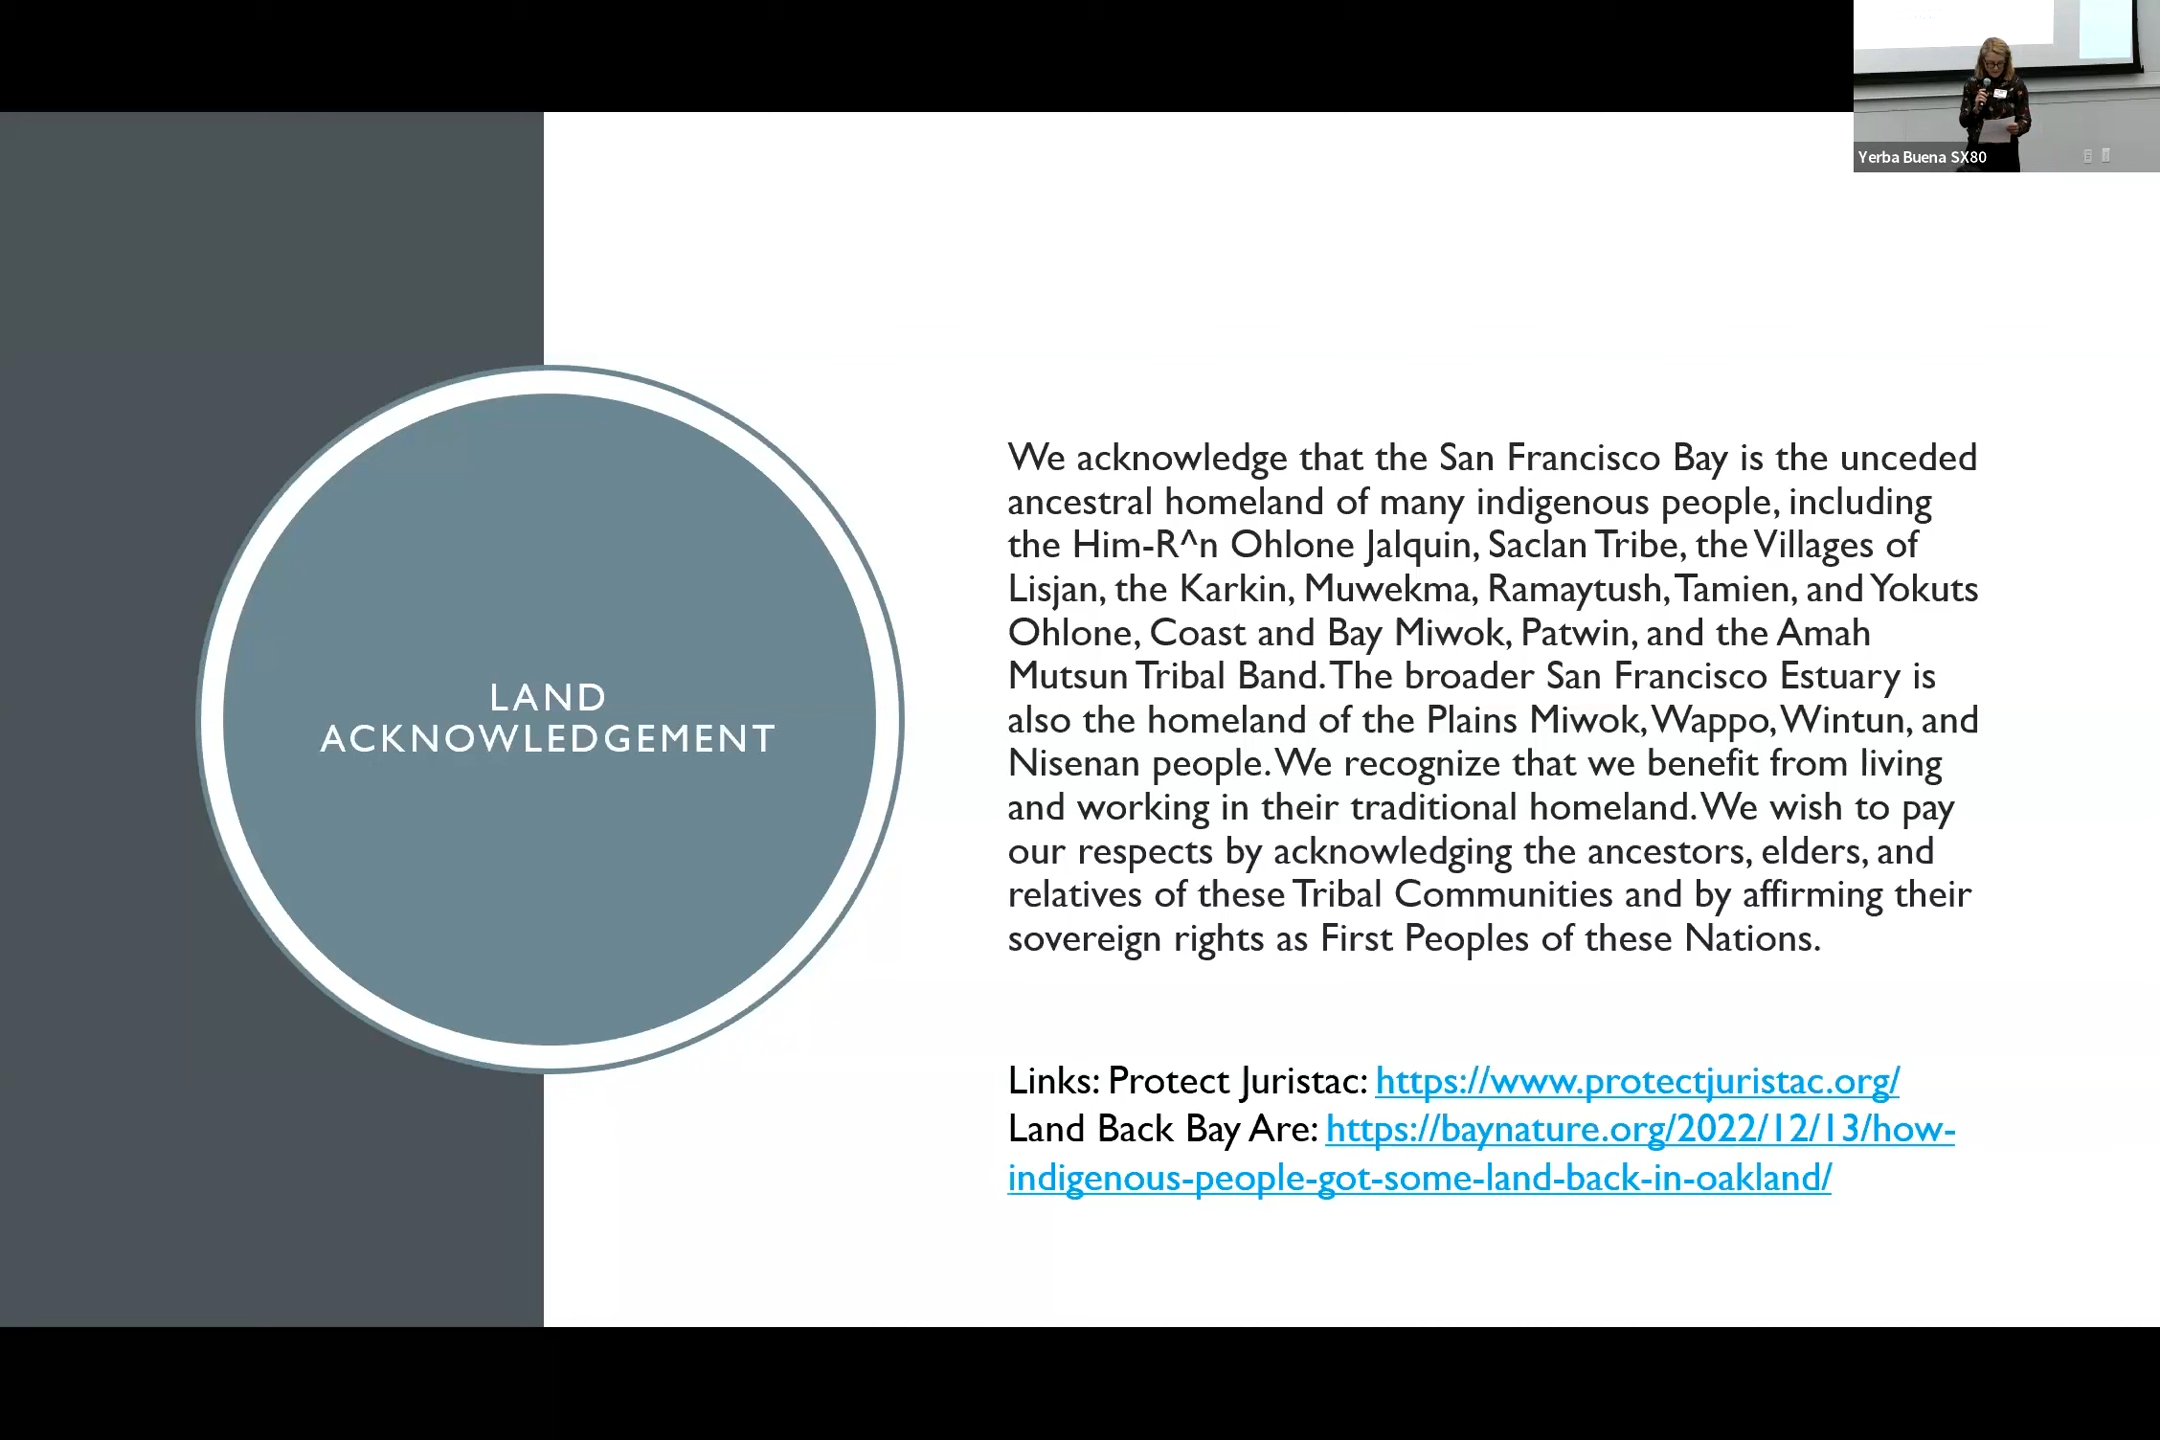 Yerba Buena SX80
LAND
ACKNOWLEDGEMENT
We acknowledge that the San Francisco Bay is the unceded
ancestral homeland of many indigenous people, including
the Him-R^n Ohlone Jalquin, Saclan Tribe, the Villages of
Lisjan, the Karkin, Muwekma, Ramaytush, Tamien, and Yokuts
Ohlone, Coast and Bay Miwok, Patwin, and the Amah
Mutsun Tribal Band. The broader San Francisco Estuary is
also the homeland of the Plains Miwok, Wappo, Wintun, and
Nisenan people. We recognize that we benefit from living
and working in their traditional homeland. We wish to pay
our respects by acknowledging the ancestors, elders, and
relatives of these Tribal Communities and by affirming their
sovereign rights as First Peoples of these Nations.
Links: Protect Juristac: https://www.protectjuristac.org/
Land Back Bay Are: https://baynature.org/2022/12/13/how-
indigenous-people-got-some-land-back-in-oakland/